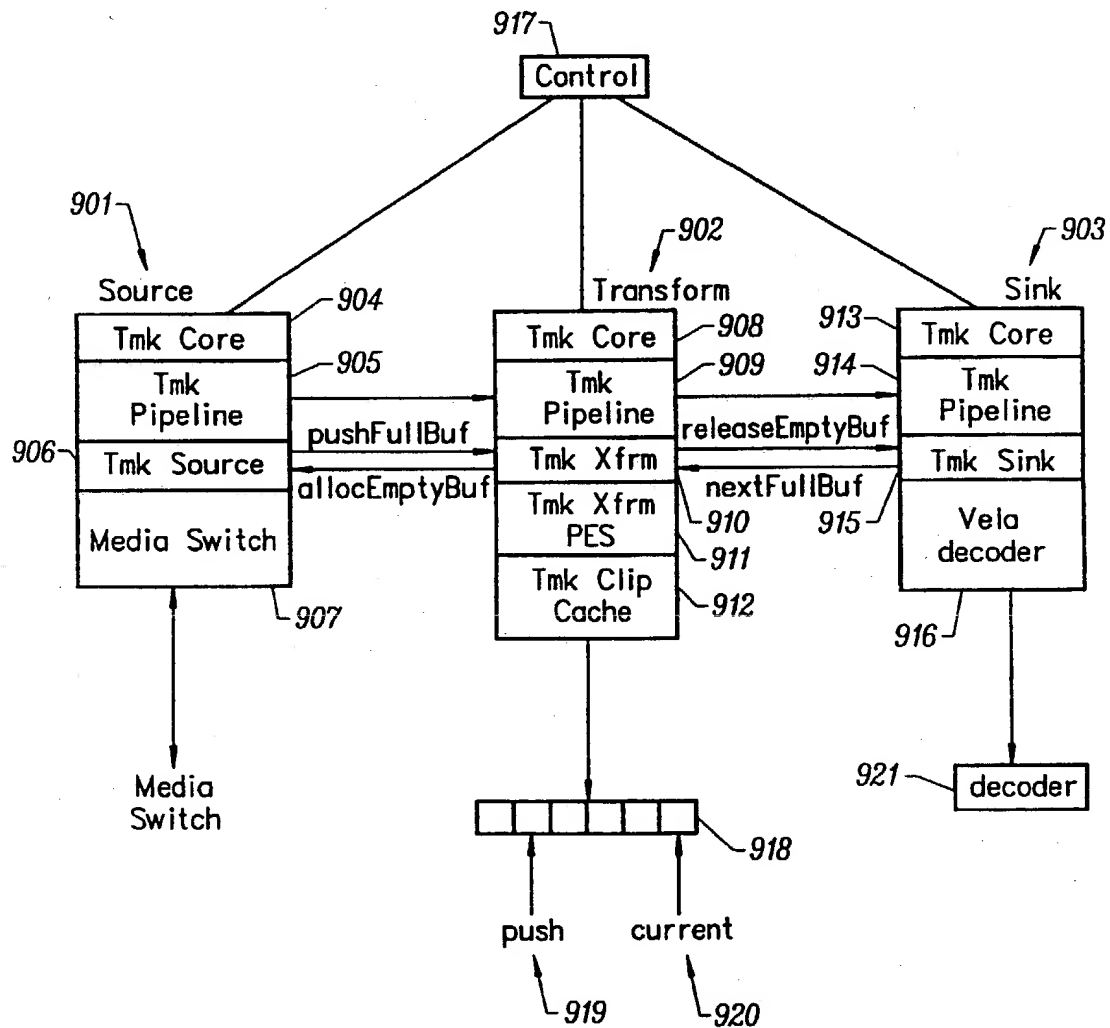 917
Control
901
902
903
Source
Transform
Sink
904
908
913
Tmk Core
Tmk Core
Tmk Core
905
909
914
Tmk
Pipeline
Tmk
Pipeline
Tmk
Pipeline
pushFullBuf
releaseEmptyBuf
906
Tmk Source
Tmk Xfrm
Tmk Sink
allocEmptyBuf
nextFullBuf
910
915
Media Switch
Tmk Xfrm
PES
Vela
decoder
911
Tmk Clip
Cache
912
907
916
Media
Switch
921
decoder
918
push
current
919
920